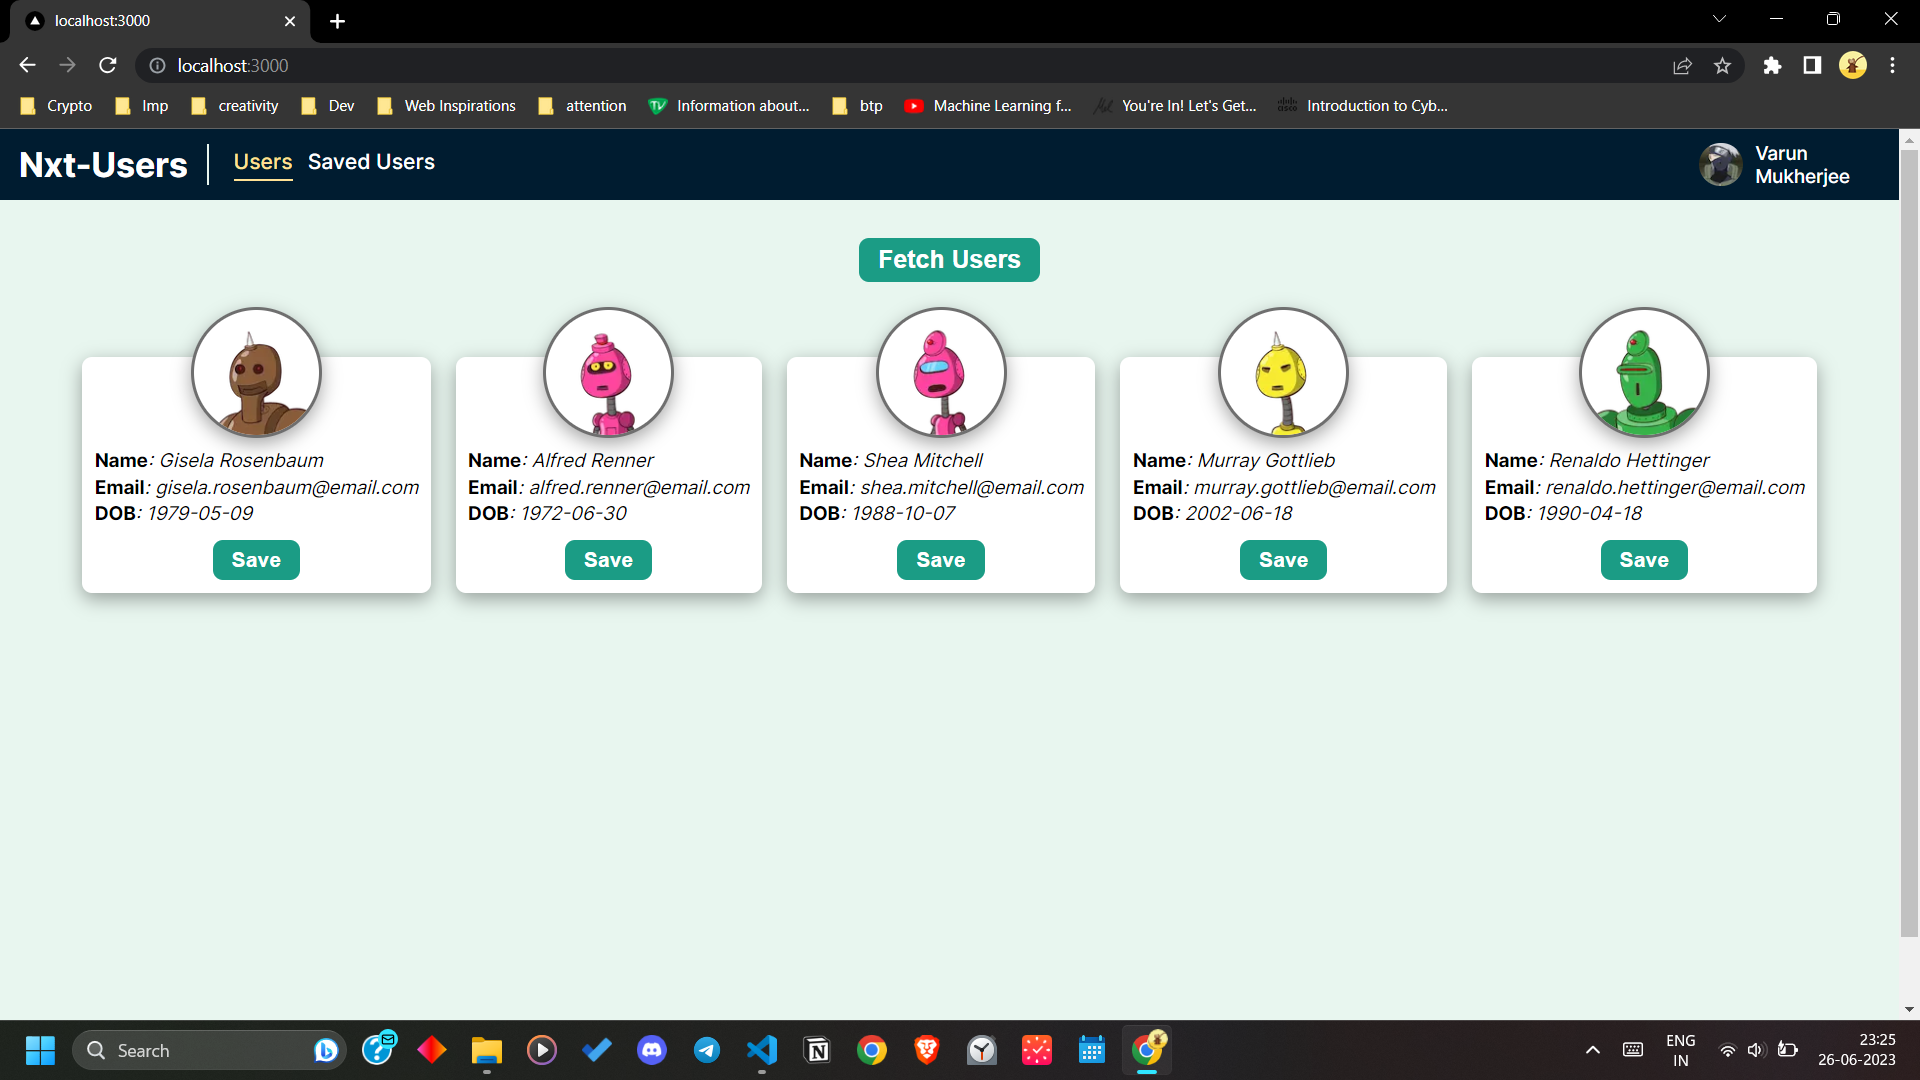 localhost:3000
localhost:3000
Crypto
Imp
creativity
Dev
Web Inspirations
attention
Information about...
btp
Machine Learning f...
You're In! Let's Get...
Introduction to Cyb...
Nxt-Users
Users
Saved Users
Varun
Mukherjee
Fetch Users
Name: Gisela Rosenbaum
Email: gisela.rosenbaum@email.com
DOB: 1979-05-09
Save
Name: Alfred Renner
Email: alfred.renner@email.com
DOB: 1972-06-30
Save
Name: Shea Mitchell
Email: shea.mitchell@email.com
DOB: 1988-10-07
Save
Name: Murray Gottlieb
Email: murray.gottlieb@email.com
DOB: 2002-06-18
Save
Name: Renaldo Hettinger
Email: renaldo.hettinger@email.com
DOB: 1990-04-18
Save
Search
ENG
IN
23:25
26-06-2023